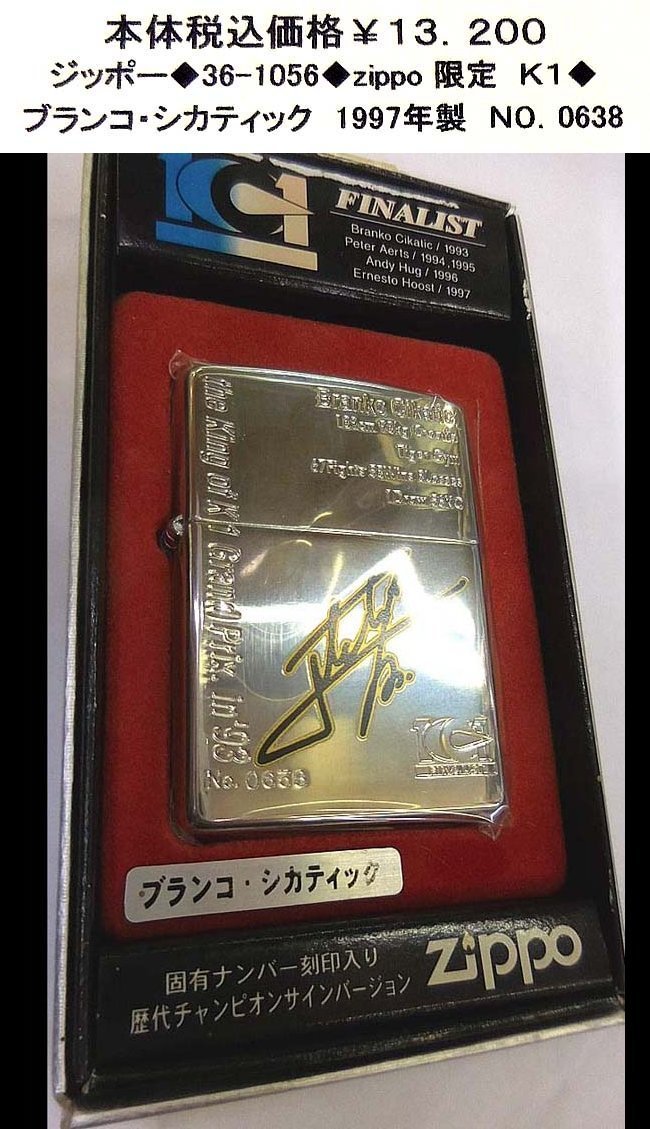 本体税込価格¥13.200
ジッポー◆36-1056◆zippo 限定 K1◆
ブランコ・シカティック 1997年製 NO.0638
K1
FINALIST
Branko Cikatic / 1993
Peter Aerts / 1994,1995
Andy Hug / 1996
Ernesto Hoost / 1997
Branko Cikatic
Tiger Gym
the King of K1 Grand Prix. in '93
No. 0638
K1
ブランコ・シカティック
固有ナンバー刻印入り
歴代チャンピオンサインバージョン
zippo